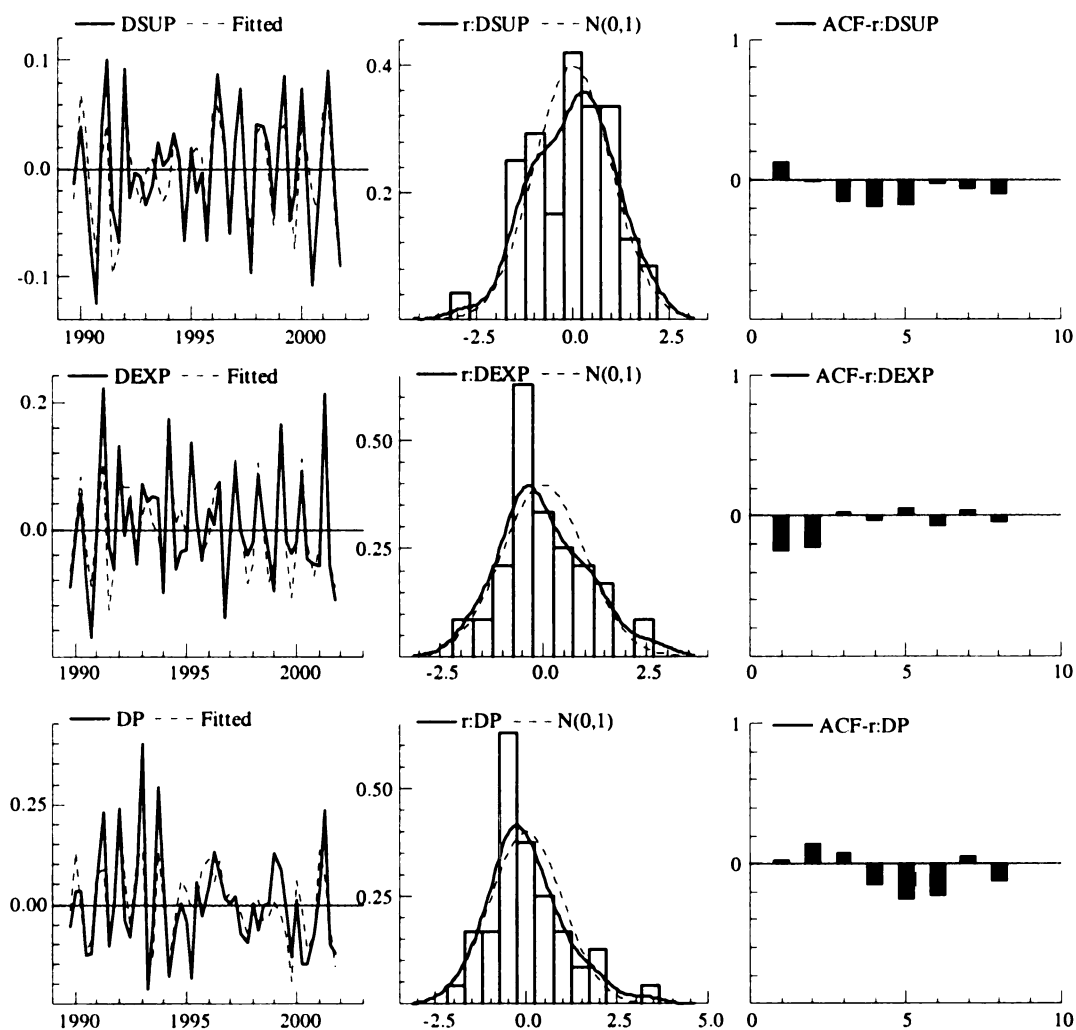 DSUP Fitted
0.1
0.0
-0.1
1990 1995 2000
r:DSUP N(0,1)
0.4
0.2
-2.5 0.0 2.5
ACF-r:DSUP
1
0
0 5 10
DEXP Fitted
0.2
0.0
1990 1995 2000
r:DEXP N(0,1)
0.50
0.25
-2.5 0.0 2.5
ACF-r:DEXP
1
0
0 5 10
DP Fitted
0.25
0.00
1990 1995 2000
r:DP N(0,1)
0.50
0.25
-2.5 0.0 2.5 5.0
ACF-r:DP
1
0
0 5 10